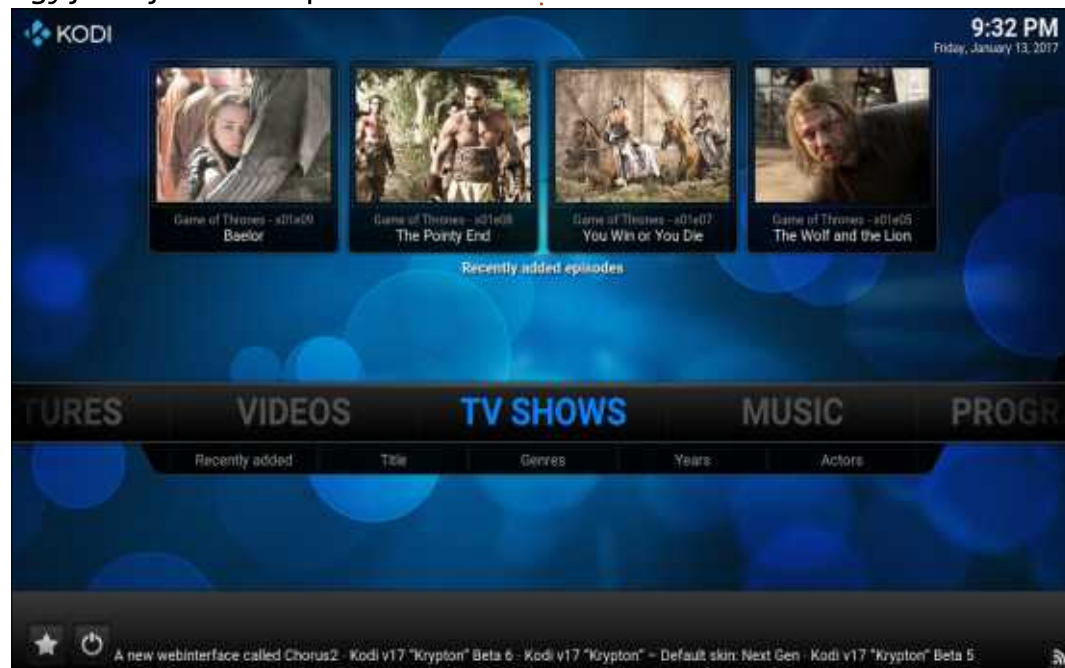 KODI
9:32 PM
Friday, January 13, 2017
Game of Thrones - s01e09
Baelor
Game of Thrones - s01e08
The Pointy End
Game of Thrones - s01e07
You Win or You Die
Game of Thrones - s01e05
The Wolf and the Lion
Recently added episodes
TURES
VIDEOS
TV SHOWS
MUSIC
PROGR
Recently added
Title
Genres
Years
Actors
A new webinterface called Chorus2 · Kodi v17 "Krypton" Beta 6 · Kodi v17 "Krypton" – Default skin: Next Gen · Kodi v17 "Krypton" Beta 5